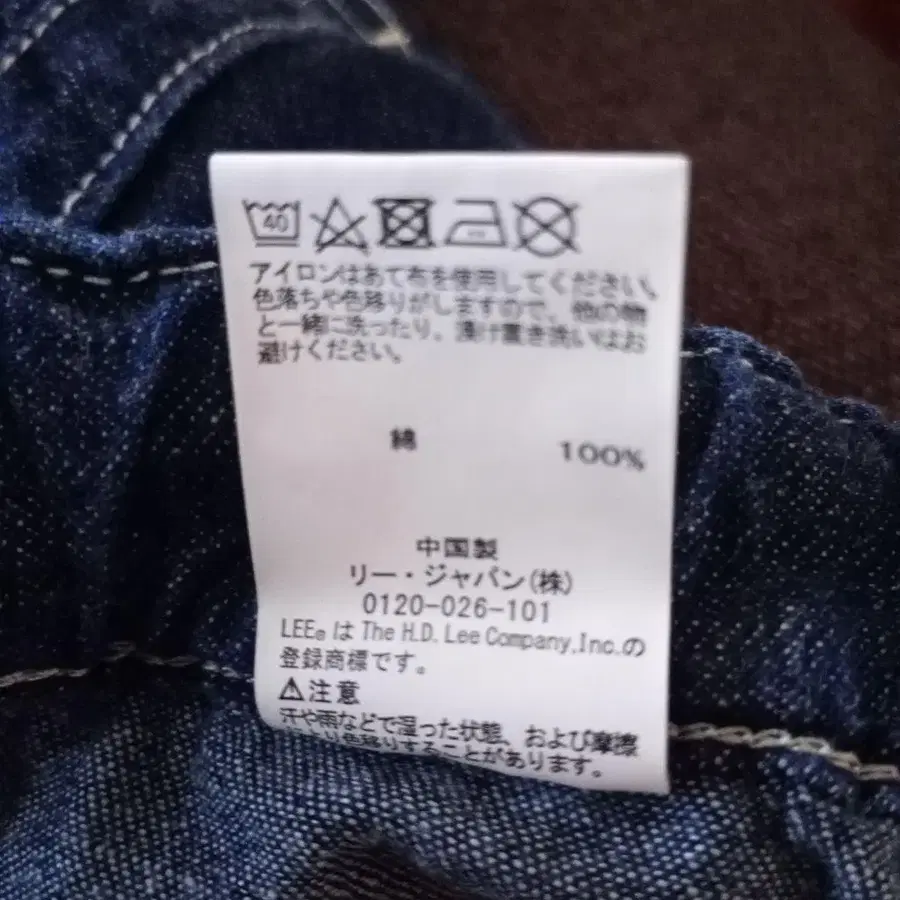 40
アイロンはあて布を使用してください。
色落ちや色移りがしますので、他の物
と一緒に洗ったり、浸け置き洗いはお
避けください。
綿 100%
中国製
リー・ジャパン(株)
0120-026-101
LEE® は The H.D. Lee Company, Inc. の
登録商標です。
⚠注意
汗や雨などで湿った状態、および摩擦
より色移りすることがあります。